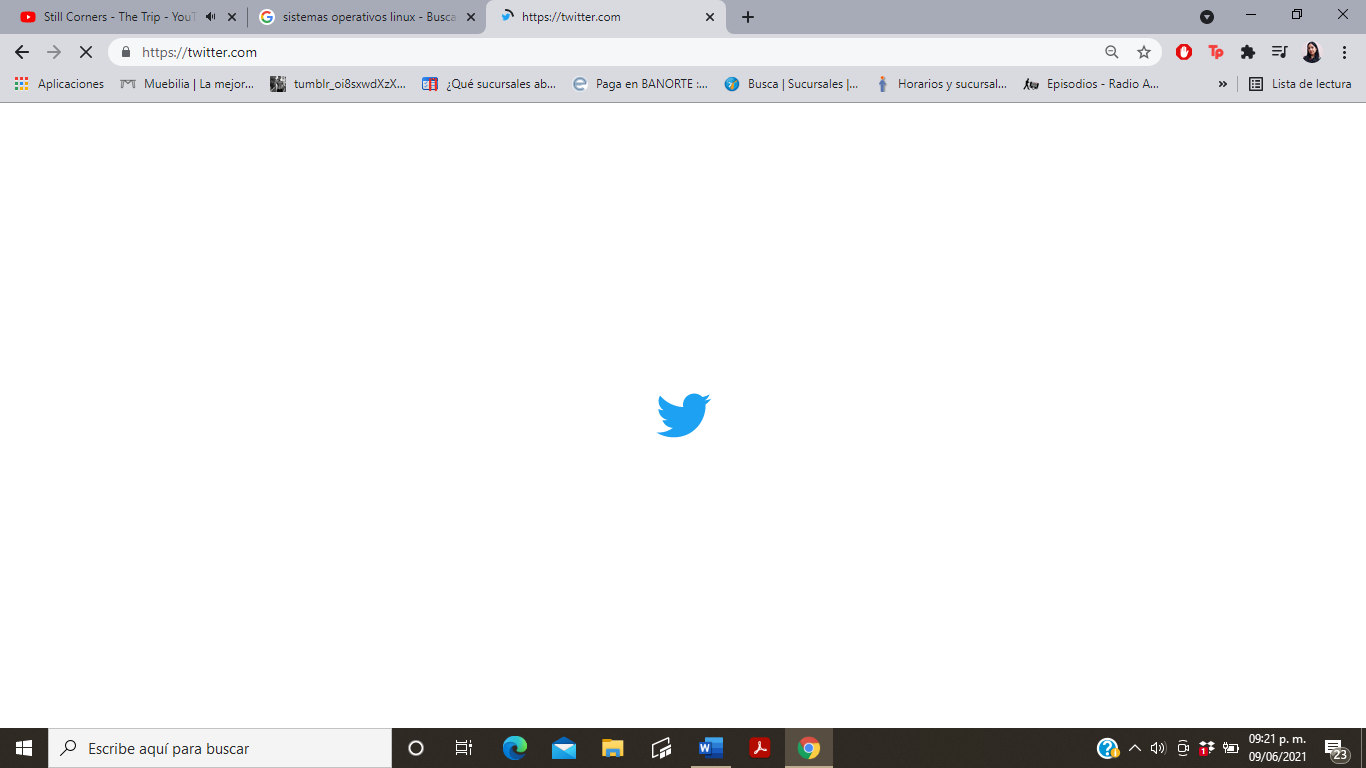 Still Corners - The Trip - YouT
sistemas operativos linux - Busca
https://twitter.com
https://twitter.com
Aplicaciones
Muebilia | La mejor...
tumblr_oi8sxwdXzX...
¿Qué sucursales ab...
Paga en BANORTE :...
Busca | Sucursales |...
Horarios y sucursal...
Episodios - Radio A...
»
Lista de lectura
Escribe aquí para buscar
09:21 p. m.
09/06/2021
1
23